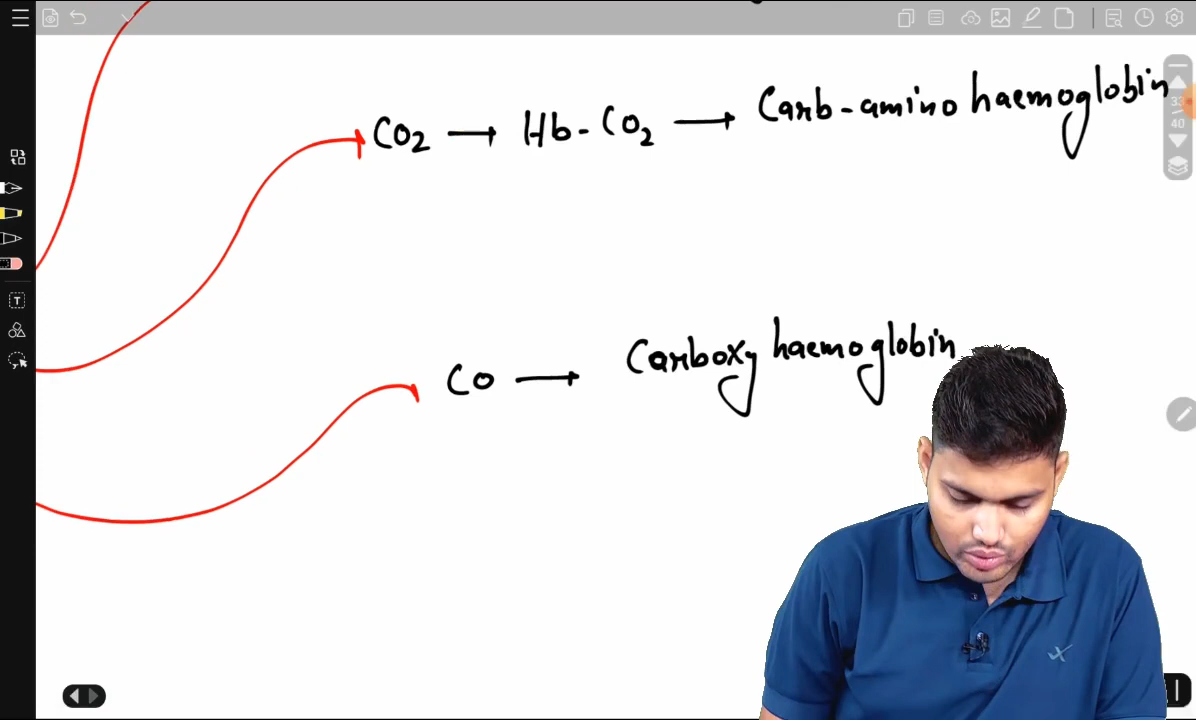 CO2 → Hb-CO2 → Carb-amino haemoglobin
CO → Carboxy haemoglobin